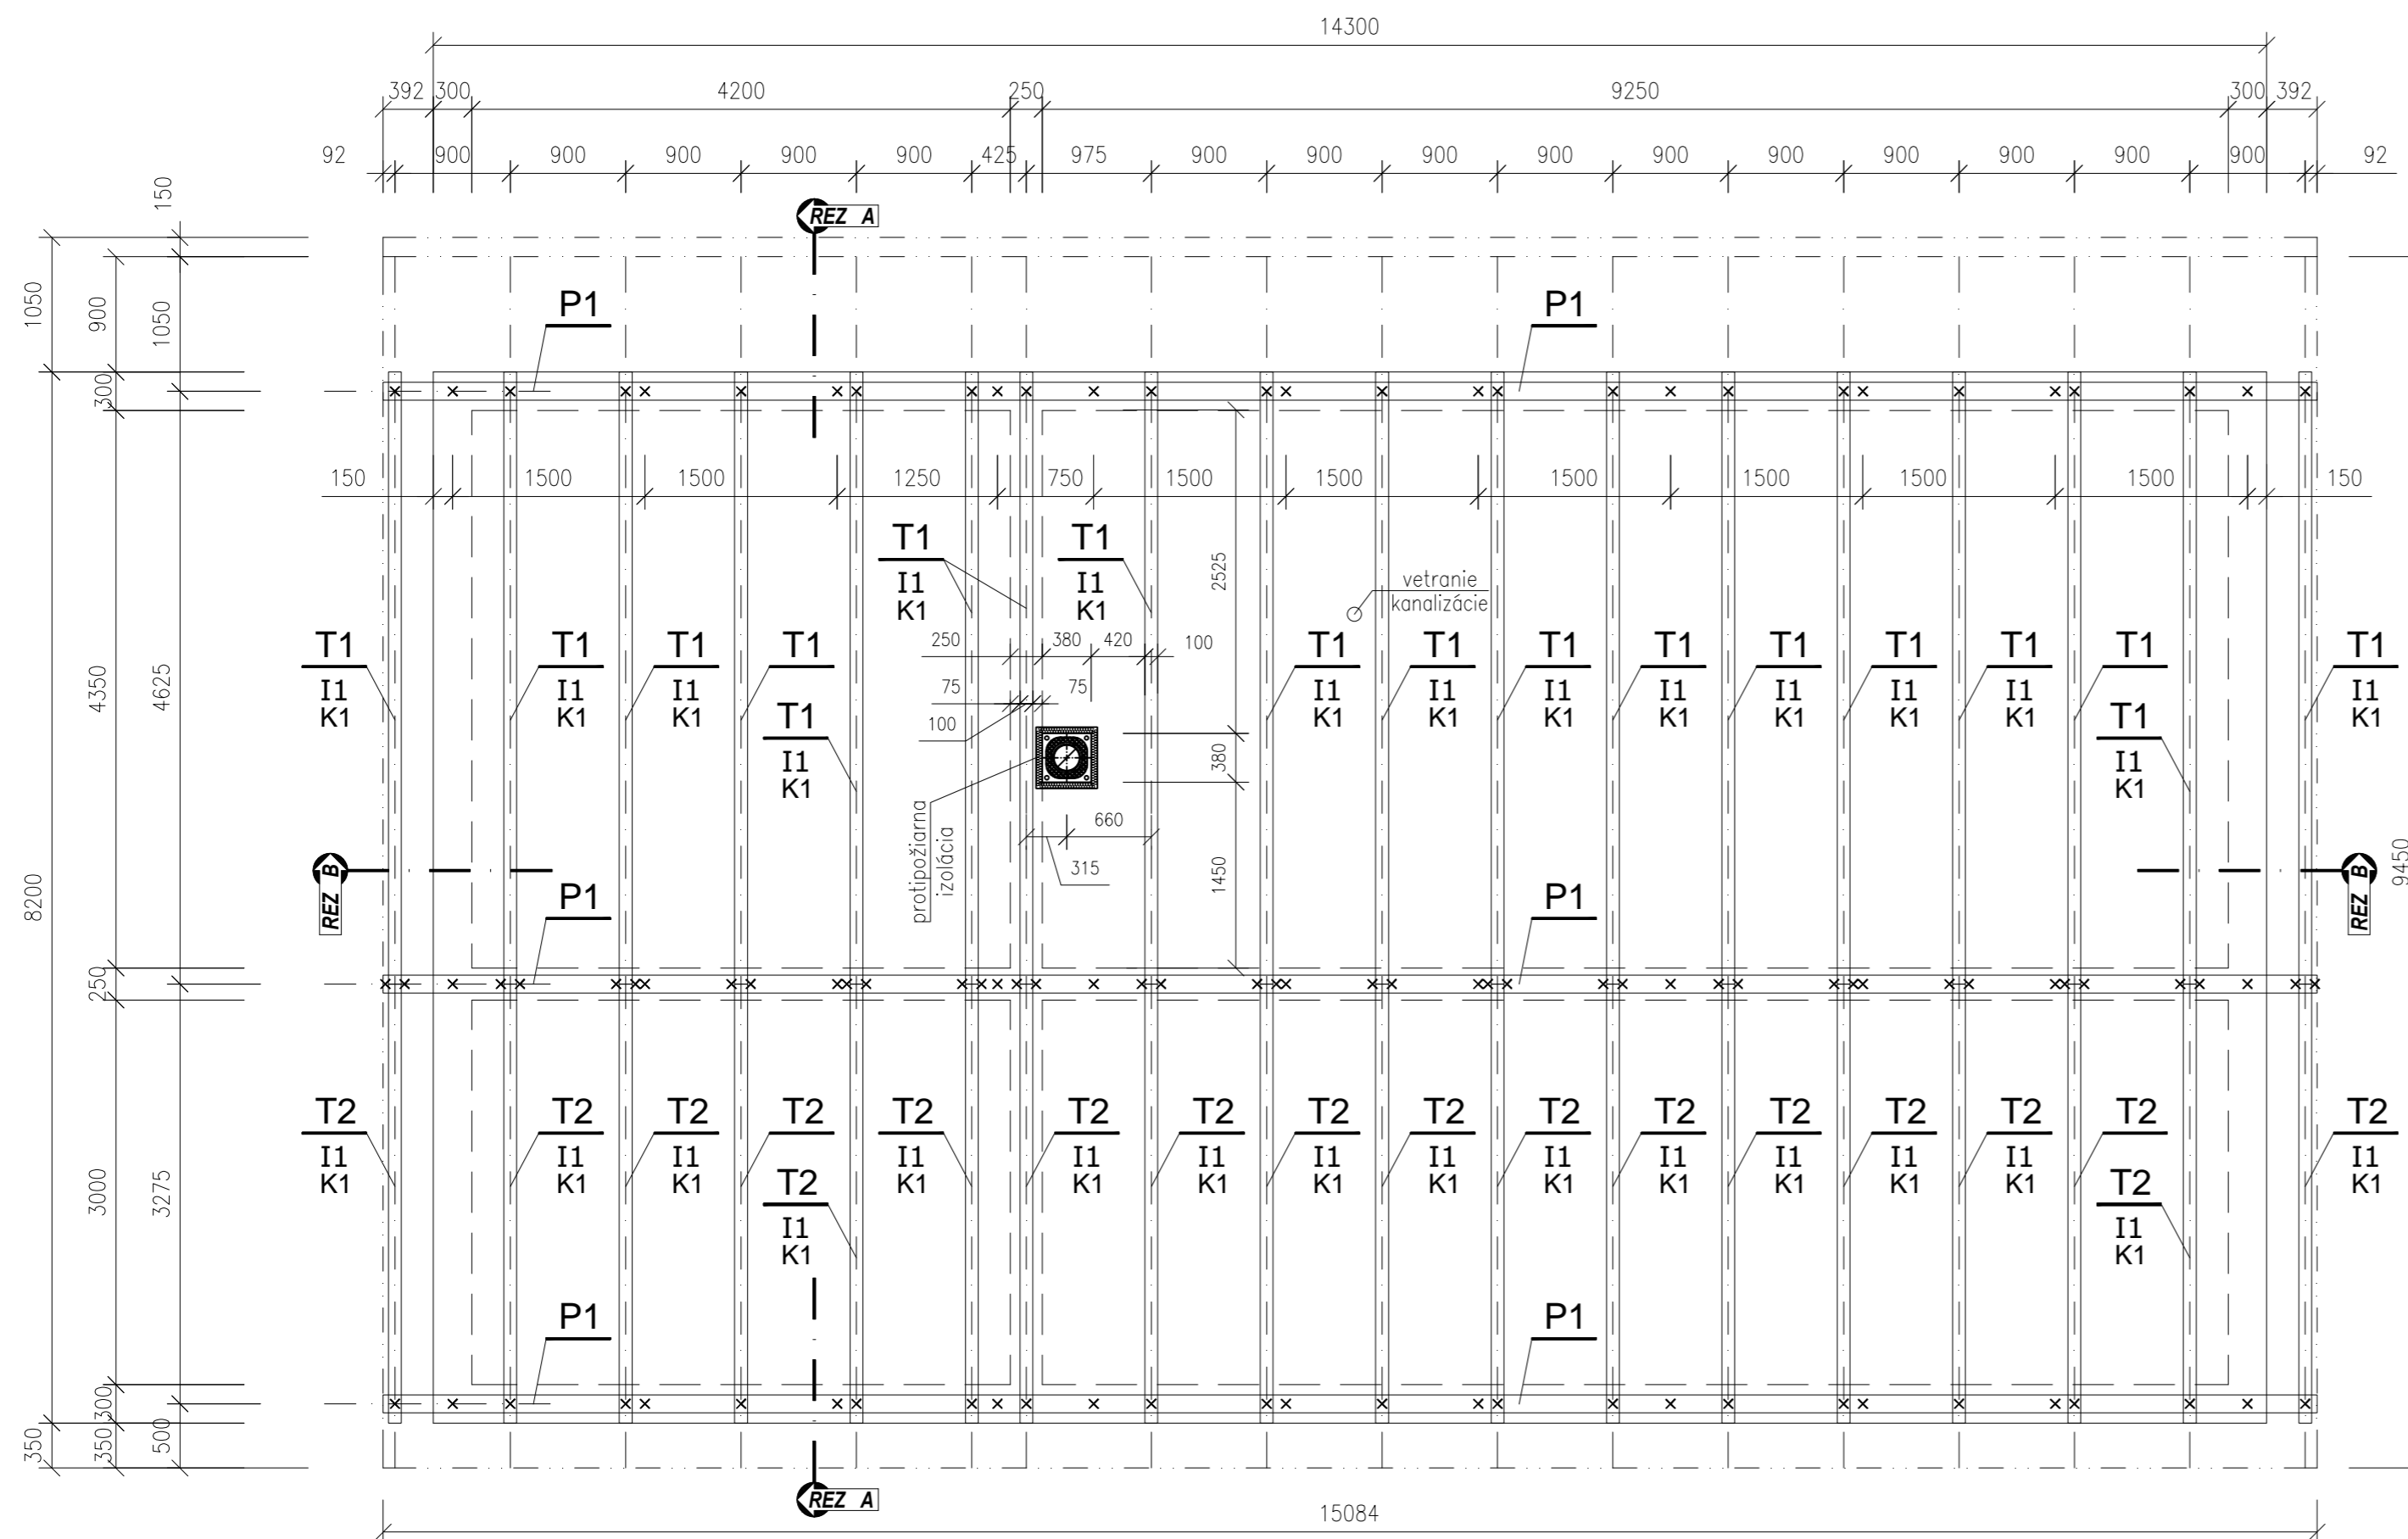 14300
392 300 4200 250 9250 300 392
92 900 900 900 900 900 425 975 900 900 900 900 900 900 900 900 900 900 92
150
REZ A
1050 900 1050
P1 P1
300
150 1500 1500 1250 750 1500 1500 1500 1500 1500 1500 150
T1 T1
I1 I1
K1 K1
2525
vetranie
kanalizácie
250 380 420 100
T1 T1 T1 T1 T1 T1 T1 T1 T1 T1 T1 T1
I1 I1 I1 I1 I1 I1 I1 I1 I1 I1 I1 I1
K1 K1 K1 K1 K1 K1 K1 K1 K1 K1 K1 K1
75 75
100
4350 4625
T1 T1
I1 I1
K1 K1
380
protipožiarna
izolácia
660
315
1450
REZ B REZ B
8200 9450
P1 P1
250
T2 T2 T2 T2 T2 T2 T2 T2 T2 T2 T2 T2 T2 T2 T2
I1 I1 I1 I1 I1 I1 I1 I1 I1 I1 I1 I1 I1 I1 I1
K1 K1 K1 K1 K1 K1 K1 K1 K1 K1 K1 K1 K1 K1 K1
3000 3275
T2 T2
I1 I1
K1 K1
P1 P1
300
350 350 500
REZ A
15084